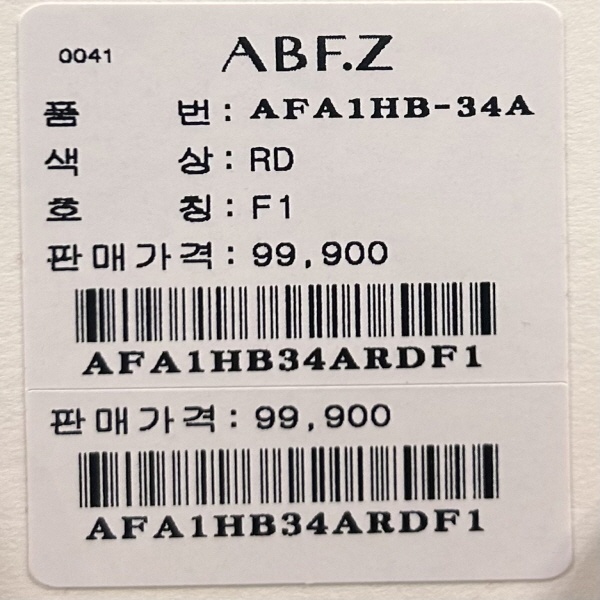 0041 ABF.Z
품 번 : AFA1HB-34A
색 상 : RD
호 칭 : F1
판매가격 : 99,900
AFA1HB34ARDF1
판매가격 : 99,900
AFA1HB34ARDF1